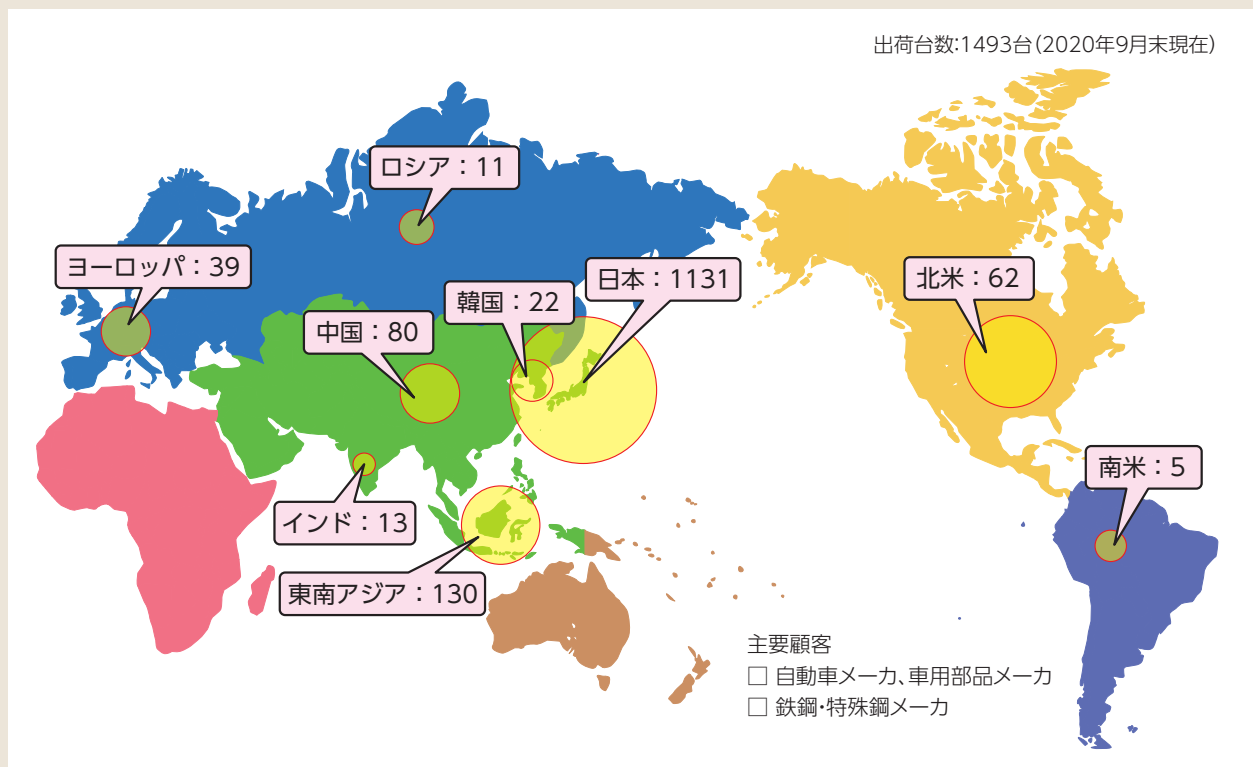 出荷台数:1493台(2020年9月末現在)
ロシア：11
ヨーロッパ：39
日本：1131
韓国：22
北米：62
中国：80
南米：5
インド：13
東南アジア：130
主要顧客
□ 自動車メーカ、車用部品メーカ
□ 鉄鋼・特殊鋼メーカ